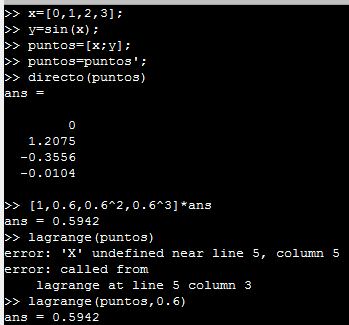 >> x=[0,1,2,3];
>> y=sin(x);
>> puntos=[x;y];
>> puntos=puntos';
>> directo(puntos)
ans =
0
1.2075
-0.3556
-0.0104
>> [1,0.6,0.6^2,0.6^3]*ans
ans = 0.5942
>> lagrange(puntos)
error: 'X' undefined near line 5, column 5
error: called from
lagrange at line 5 column 3
>> lagrange(puntos,0.6)
ans = 0.5942